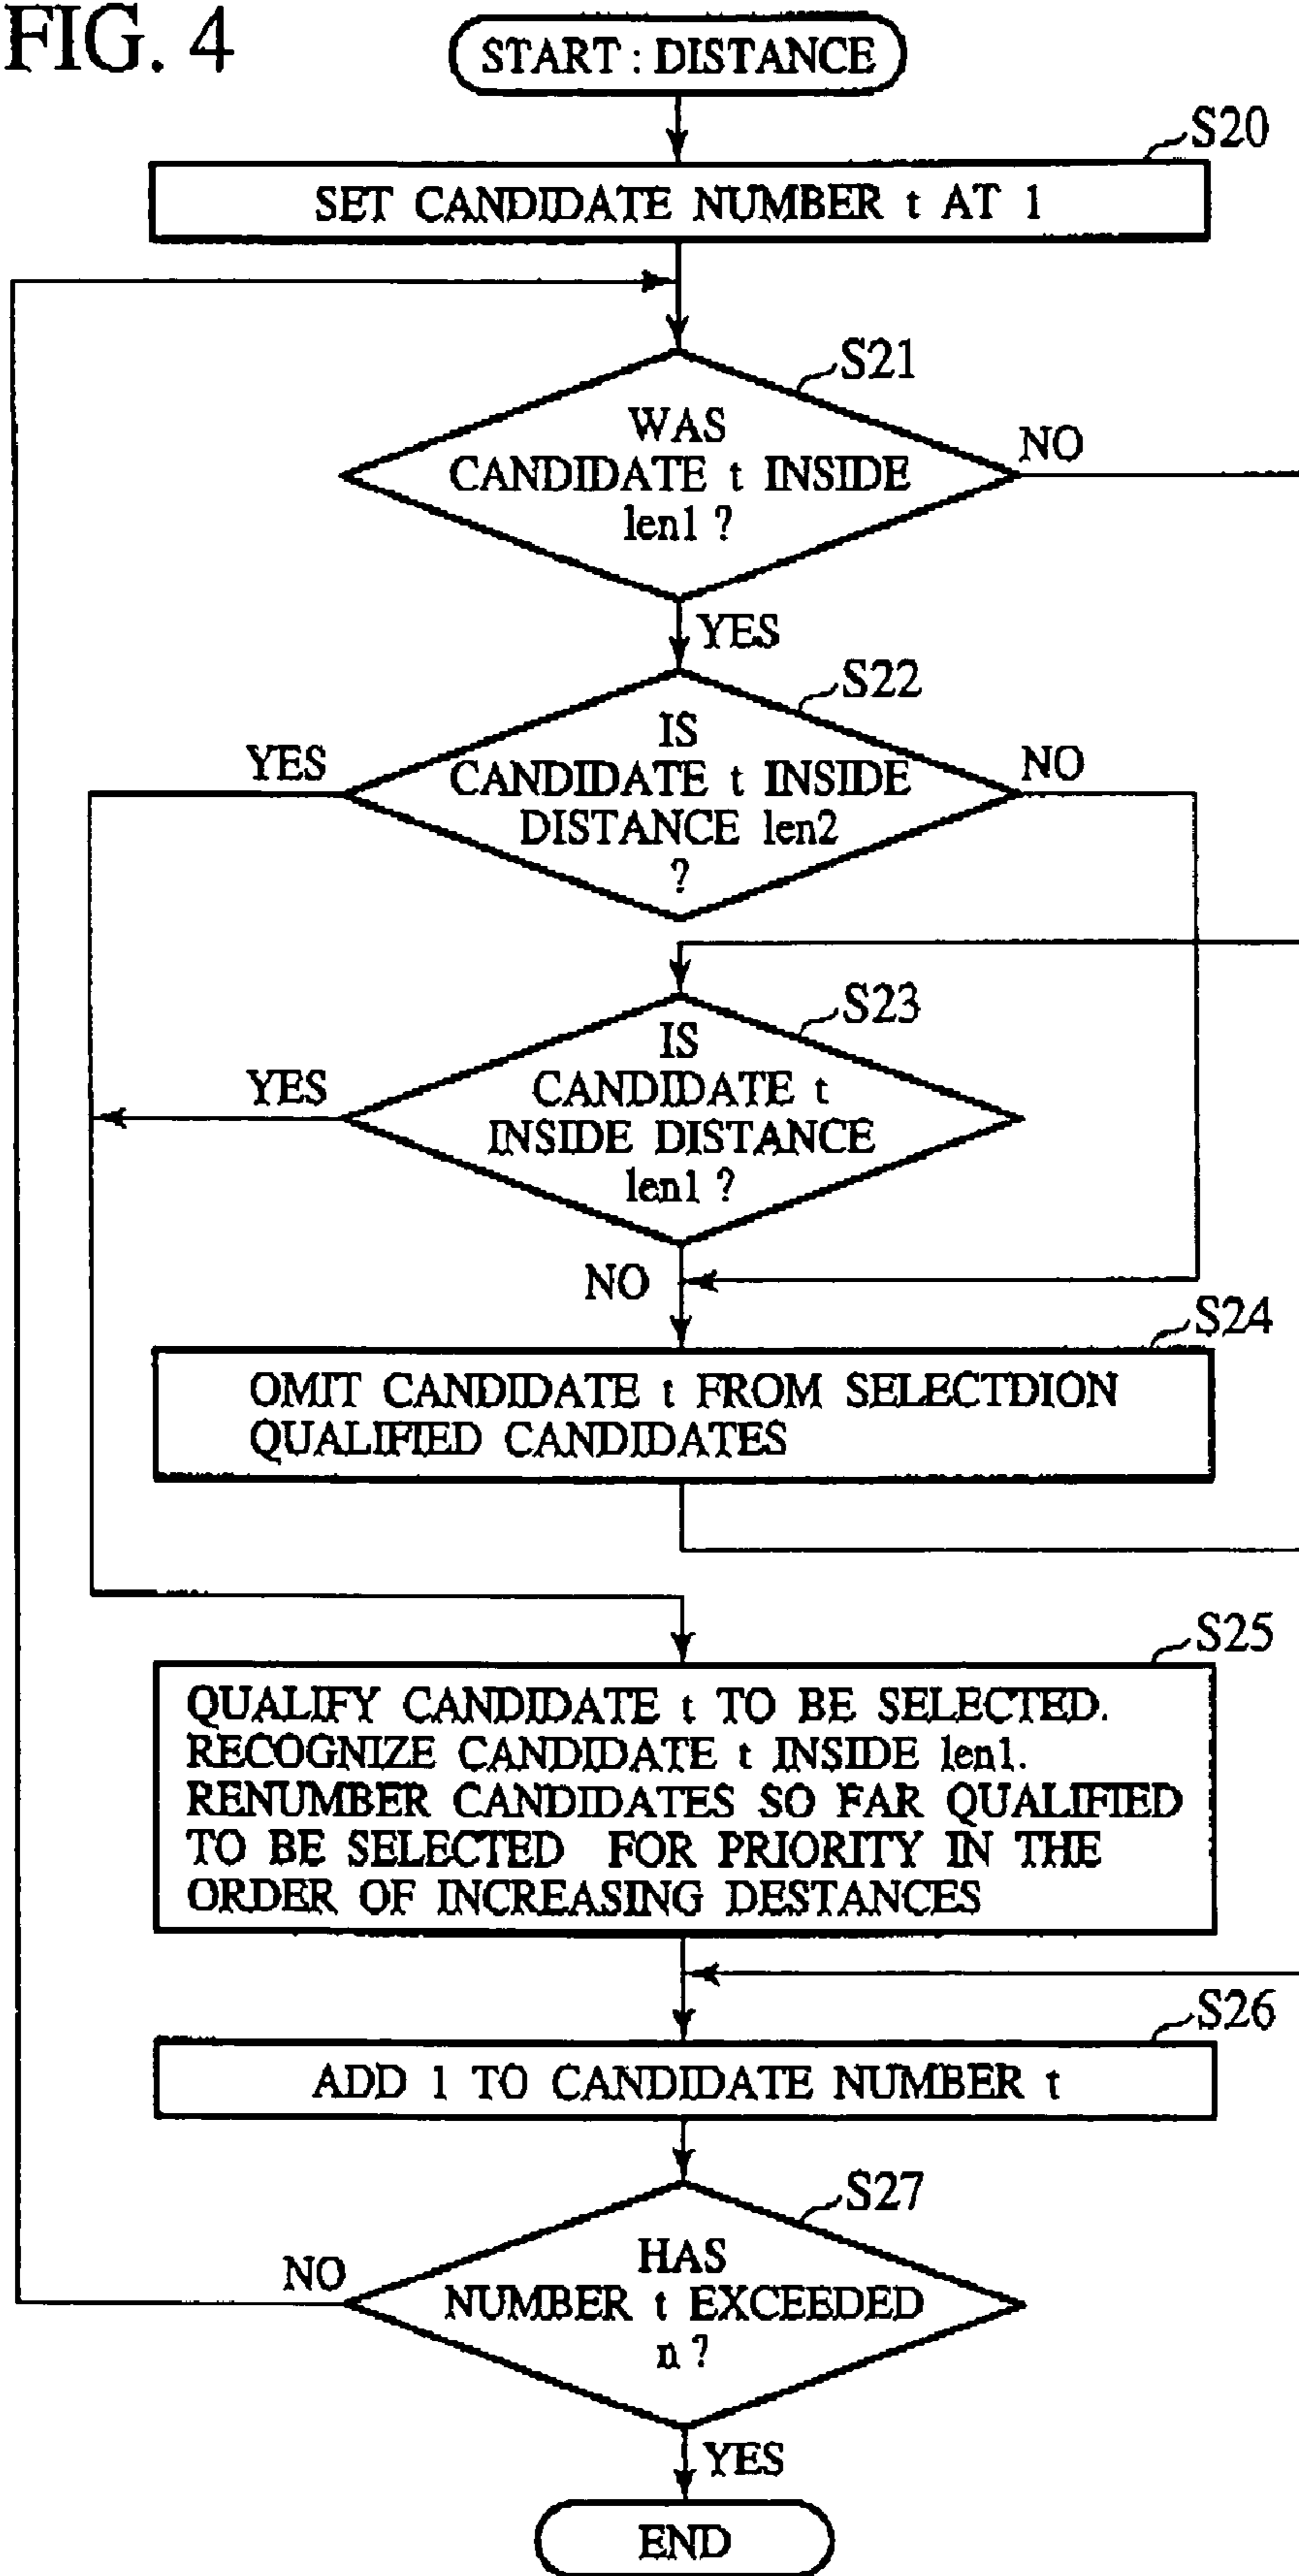 FIG. 4
START : DISTANCE
S20
SET CANDIDATE NUMBER t AT 1
S21
WAS
CANDIDATE t INSIDE
len1 ?
NO
YES
S22
IS
CANDIDATE t INSIDE
DISTANCE len2
?
YES
NO
S23
IS
CANDIDATE t
INSIDE DISTANCE
len1 ?
YES
NO
S24
OMIT CANDIDATE t FROM SELECTDION
QUALIFIED CANDIDATES
S25
QUALIFY CANDIDATE t TO BE SELECTED.
RECOGNIZE CANDIDATE t INSIDE len1.
RENUMBER CANDIDATES SO FAR QUALIFIED
TO BE SELECTED FOR PRIORITY IN THE
ORDER OF INCREASING DESTANCES
S26
ADD 1 TO CANDIDATE NUMBER t
S27
HAS
NUMBER t EXCEEDED
n ?
NO
YES
END